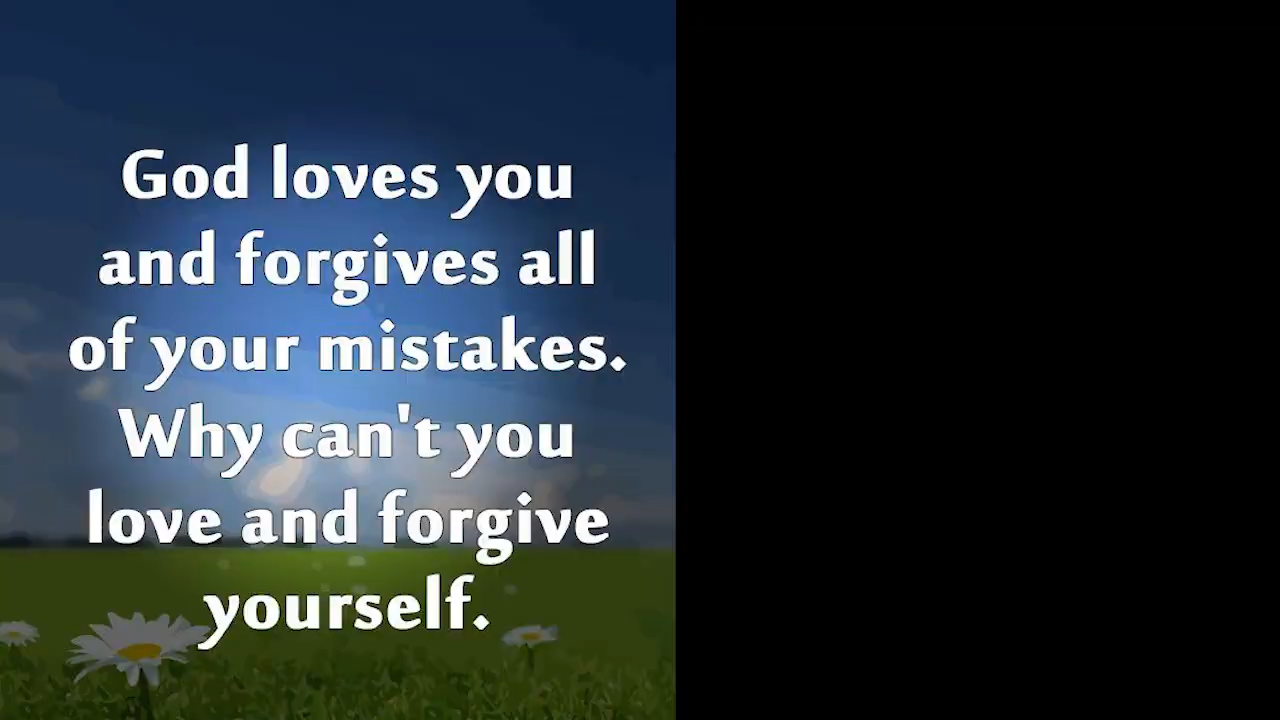 God loves you
and forgives all
of your mistakes.
Why can't you
love and forgive
yourself.